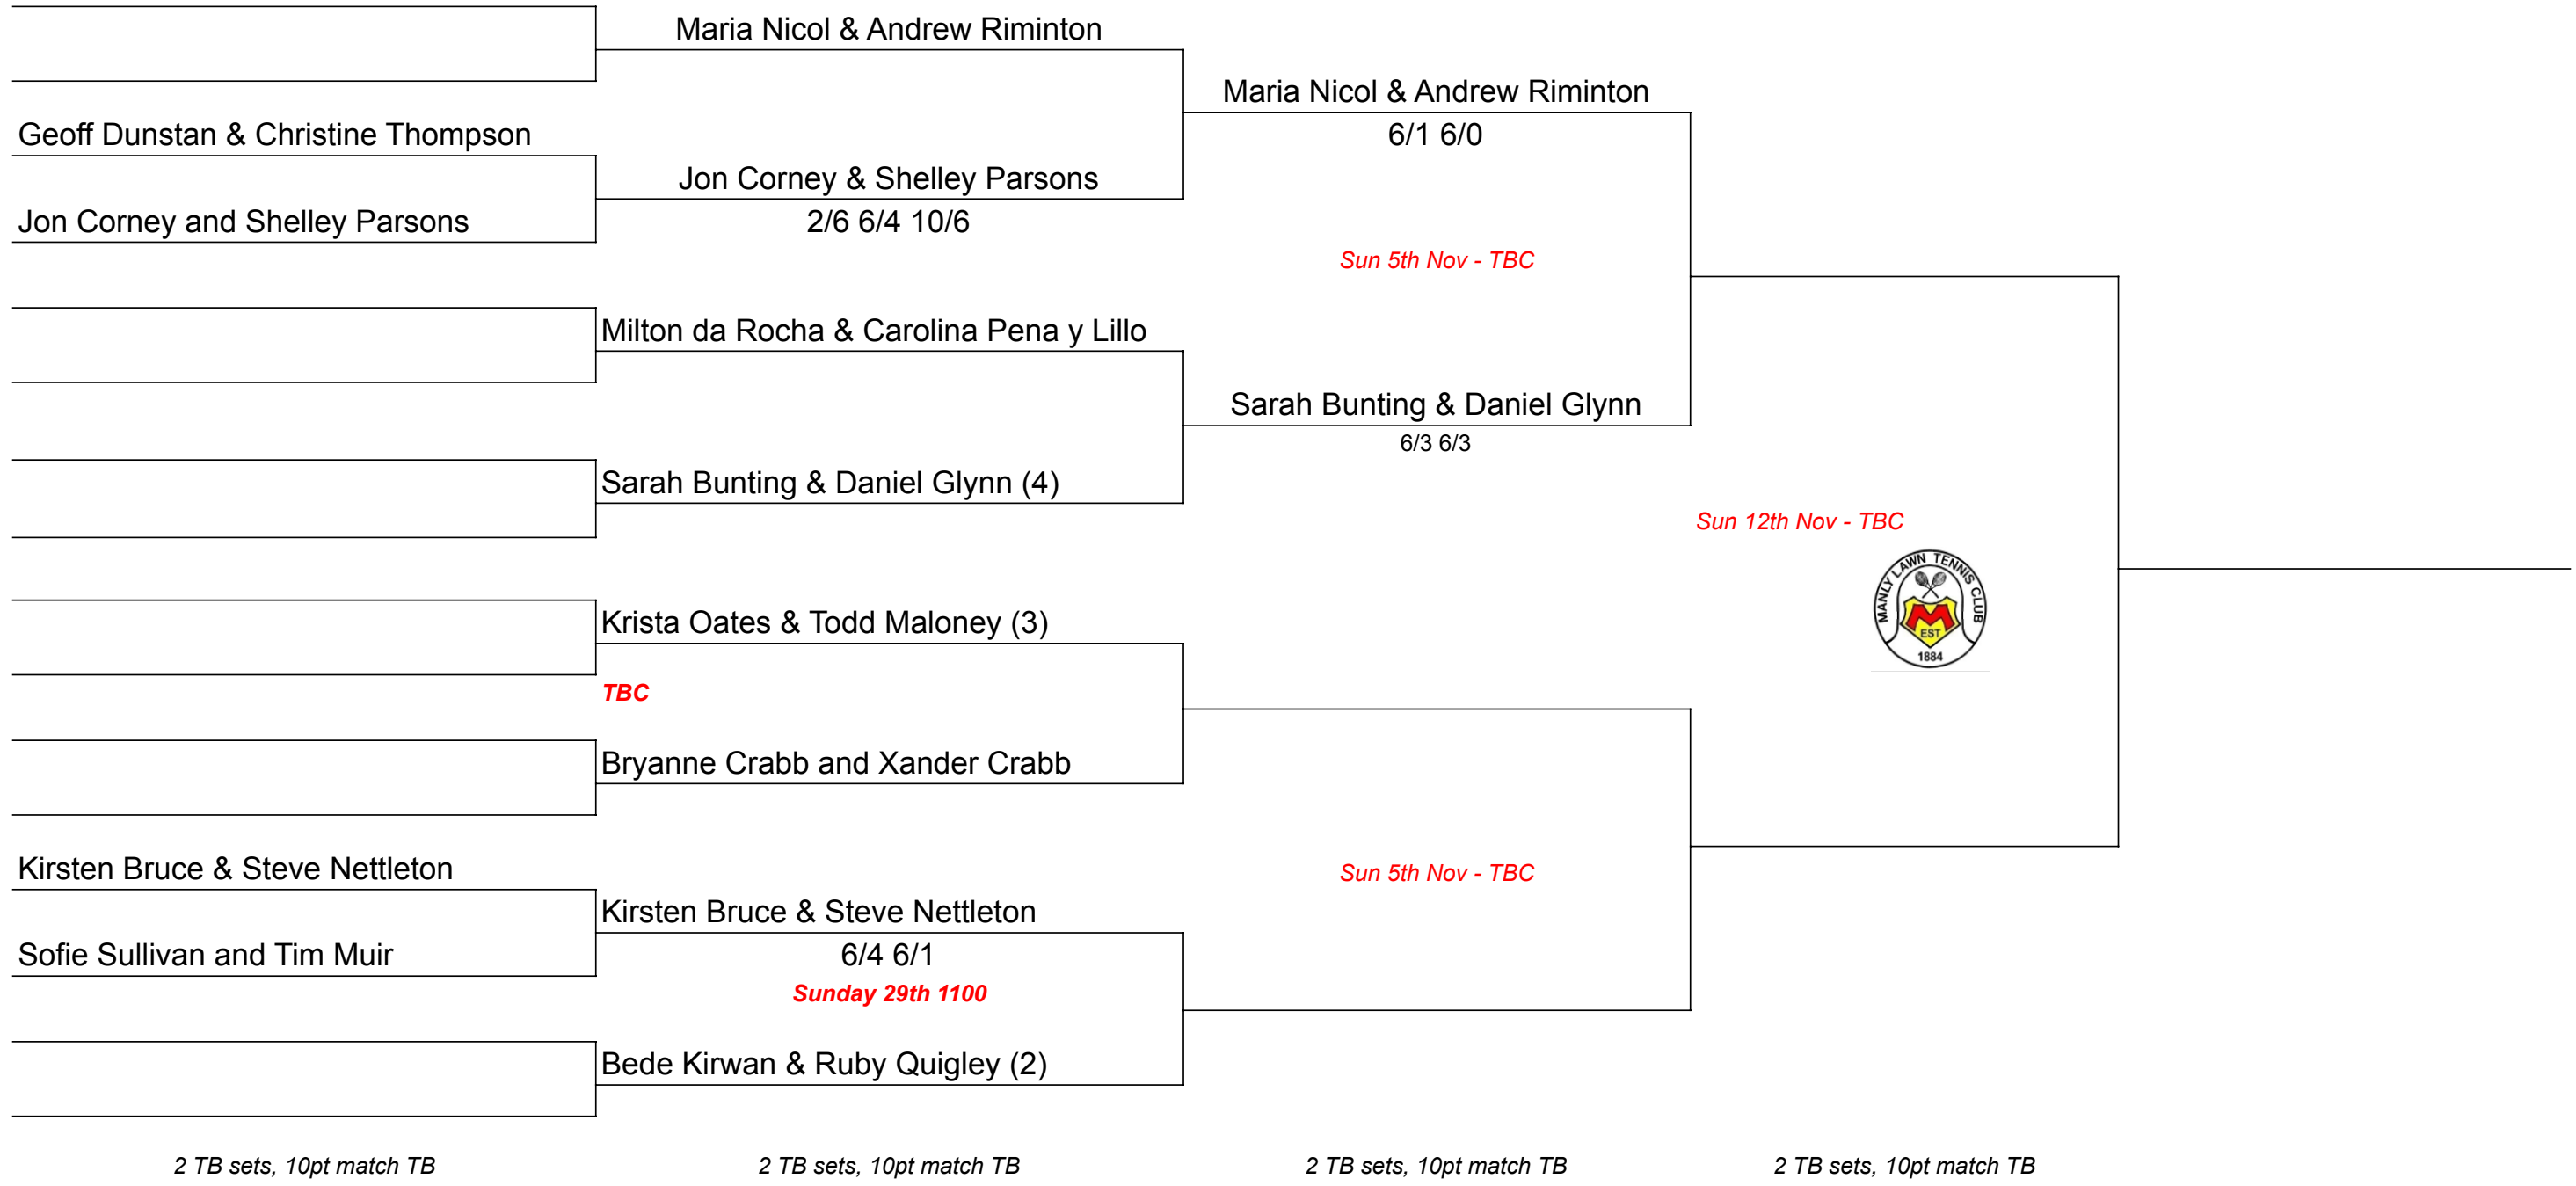 Maria Nicol & Andrew Riminton
Maria Nicol & Andrew Riminton
Geoff Dunstan & Christine Thompson
6/1 6/0
Jon Corney & Shelley Parsons
Jon Corney and Shelley Parsons
2/6 6/4 10/6
Sun 5th Nov - TBC
Milton da Rocha & Carolina Pena y Lillo
Sarah Bunting & Daniel Glynn
6/3 6/3
Sarah Bunting & Daniel Glynn (4)
Sun 12th Nov - TBC
MANLY LAWN TENNIS CLUB
M
EST
1884
Krista Oates & Todd Maloney (3)
TBC
Bryanne Crabb and Xander Crabb
Kirsten Bruce & Steve Nettleton
Sun 5th Nov - TBC
Kirsten Bruce & Steve Nettleton
Sofie Sullivan and Tim Muir
6/4 6/1
Sunday 29th 1100
Bede Kirwan & Ruby Quigley (2)
2 TB sets, 10pt match TB
2 TB sets, 10pt match TB
2 TB sets, 10pt match TB
2 TB sets, 10pt match TB